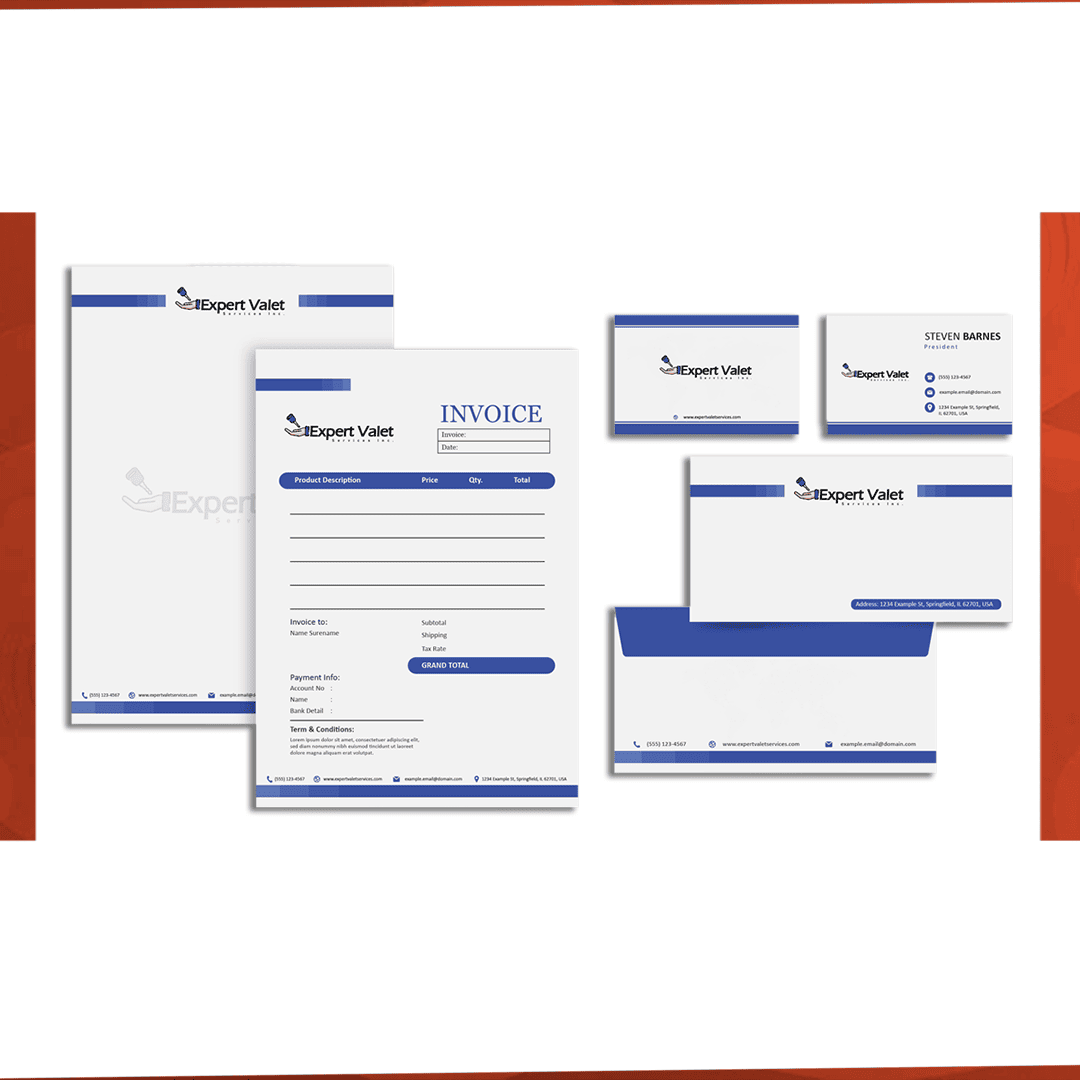 Expert Valet
Services Inc.
Expert
Serv
(555) 123-4567 www.expertvaletservices.com example.email@d
INVOICE
Expert Valet
Services Inc.
Invoice:
Date:
Product Description Price Qty. Total
Invoice to:
Name Surename
Subtotal
Shipping
Tax Rate
GRAND TOTAL
Payment Info:
Account No :
Name :
Bank Detail :
Term & Conditions:
Lorem ipsum dolor sit amet, consectetuer adipiscing elit,
sed diam nonummy nibh euismod tincidunt ut laoreet
dolore magna aliquam erat volutpat.
(555) 123-4567 www.expertvaletservices.com example.email@domain.com 1234 Example St, Springfield, IL 62701, USA
Expert Valet
Services Inc.
www.expertvaletservices.com
STEVEN BARNES
President
Expert Valet
Services Inc.
(555) 123-4567
example.email@domain.com
1234 Example St, Springfield,
IL 62701, USA
Expert Valet
Services Inc.
Address: 1234 Example St, Springfield, IL 62701, USA
(555) 123-4567 www.expertvaletservices.com example.email@domain.com